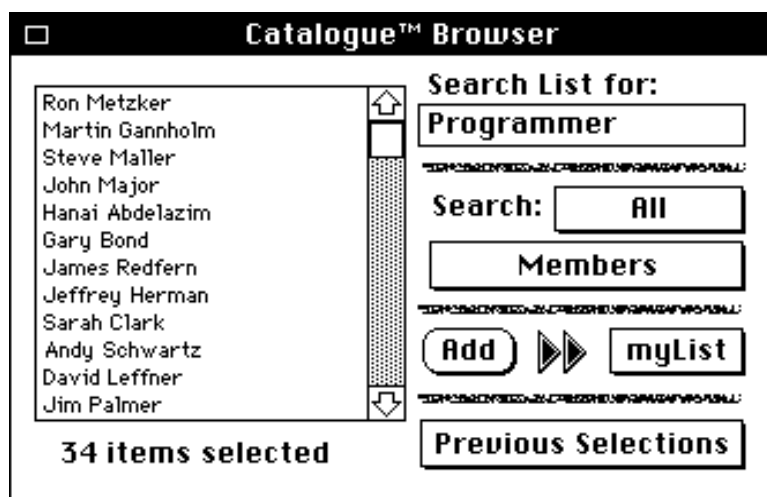 Catalogue™ Browser
Ron Metzker
Martin Gannholm
Steve Maller
John Major
Hanai Abdelazim
Gary Bond
James Redfern
Jeffrey Herman
Sarah Clark
Andy Schwartz
David Leffner
Jim Palmer
34 items selected
Search List for:
Programmer
Search: All
Members
Add myList
Previous Selections